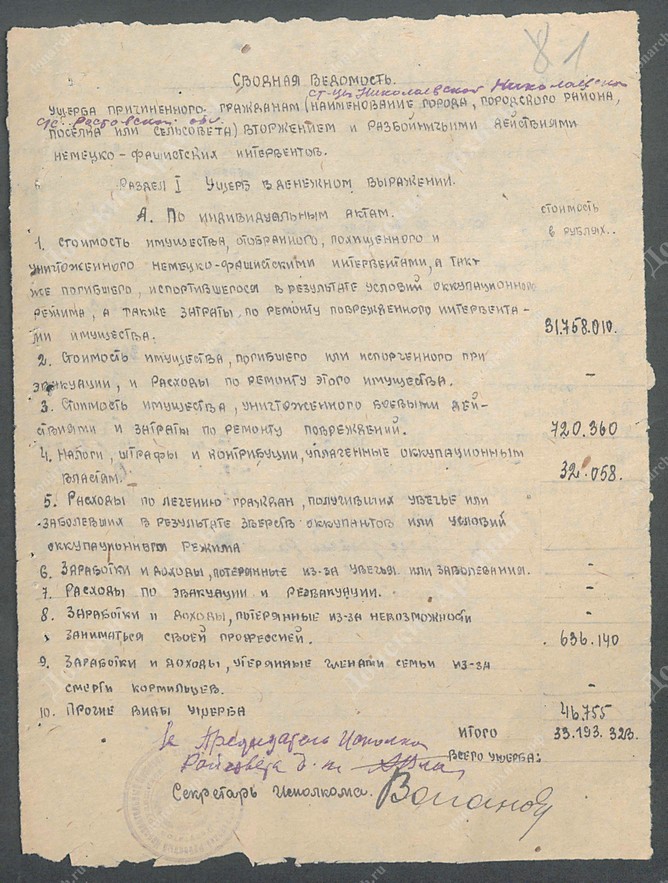 81
СВОДНАЯ ВЕДОМОСТЬ.
ст-цы Николаевской Николаевского
УЩЕРБА ПРИЧИНЕННОГО ГРАЖДАНАМ (НАИМЕНОВАНИЕ ГОРОДА, ГОРОДСКОГО РАЙОНА,
с/с Ростовской обл.
ПОСЕЛКА ИЛИ СЕЛЬСОВЕТА) ВТОРЖЕНИЕМ И РАЗБОЙНИЧЬИМИ ДЕЙСТВИЯМИ
НЕМЕЦКО-ФАШИСТСКИХ ИНТЕРВЕНТОВ.
РАЗДЕЛ I УЩЕРБ В ДЕНЕЖНОМ ВЫРАЖЕНИИ.
А. ПО ИНДИВИДУАЛЬНЫМ АКТАМ.
СТОИМОСТЬ
В РУБЛЯХ..
1. СТОИМОСТЬ ИМУЩЕСТВА, ОТОБРАННОГО, ПОХИЩЕННОГО И
УНИЧТОЖЕННОГО НЕМЕЦКО-ФАШИСТСКИМИ ИНТЕРВЕНТАМИ, А ТАК-
ЖЕ ПОГИБШЕГО, ИСПОРТИВШЕГОСЯ В РЕЗУЛЬТАТЕ УСЛОВИЙ ОККУПАЦИОННОГО
РЕЖИМА, А ТАКЖЕ ЗАТРАТЫ, ПО РЕМОНТУ ПОВРЕЖДЕННОГО ИНТЕРВЕНТА-
МИ ИМУЩЕСТВА. 31.758.010.
2. СТОИМОСТЬ ИМУЩЕСТВА, ПОГИБШЕГО ИЛИ ИСПОРЧЕННОГО ПРИ
ЭВАКУАЦИИ, И РАСХОДЫ ПО РЕМОНТУ ЭТОГО ИМУЩЕСТВА. -
3. СТОИМОСТЬ ИМУЩЕСТВА, УНИЧТОЖЕННОГО БОЕВЫМИ ДЕЙ-
СТВИЯМИ И ЗАТРАТЫ ПО РЕМОНТУ ПОВРЕЖДЕНИЙ. 720.360
4. НАЛОГИ, ШТРАФЫ И КОНТРИБУЦИИ, УПЛАЧЕННЫЕ ОККУПАЦИОННЫМ
ВЛАСТЯМ. 32.058.
5. РАСХОДЫ ПО ЛЕЧЕНИЮ ГРАЖДАН, ПОЛУЧИВШИХ УВЕЧЬЕ ИЛИ
ЗАБОЛЕВШИХ В РЕЗУЛЬТАТЕ ЗВЕРСТВ ОККУПАНТОВ ИЛИ УСЛОВИЙ
ОККУПАЦИОННОГО РЕЖИМА -
6. ЗАРАБОТКИ И ДОХОДЫ, ПОТЕРЯННЫЕ ИЗ-ЗА УВЕЧЬЯ ИЛИ ЗАБОЛЕВАНИЯ. -
7. РАСХОДЫ ПО ЭВАКУАЦИИ И РЕЭВАКУАЦИИ. -
8. ЗАРАБОТКИ И ДОХОДЫ, ПОТЕРЯННЫЕ ИЗ-ЗА НЕВОЗМОЖНОСТИ
ЗАНИМАТЬСЯ СВОЕЙ ПРОФЕССИЕЙ. 636.140
9. ЗАРАБОТКИ И ДОХОДЫ, УТЕРЯННЫЕ ЧЛЕНАМИ СЕМЬИ ИЗ-ЗА
СМЕРТИ КОРМИЛЬЦЕВ. -
10. ПРОЧИЕ ВИДЫ УЩЕРБА 46.755
ИТОГО 33.193.323.
ВСЕГО УЩЕРБА:
Председатель Исполкома
Райсовета д. т.
Секретарь Исполкома.